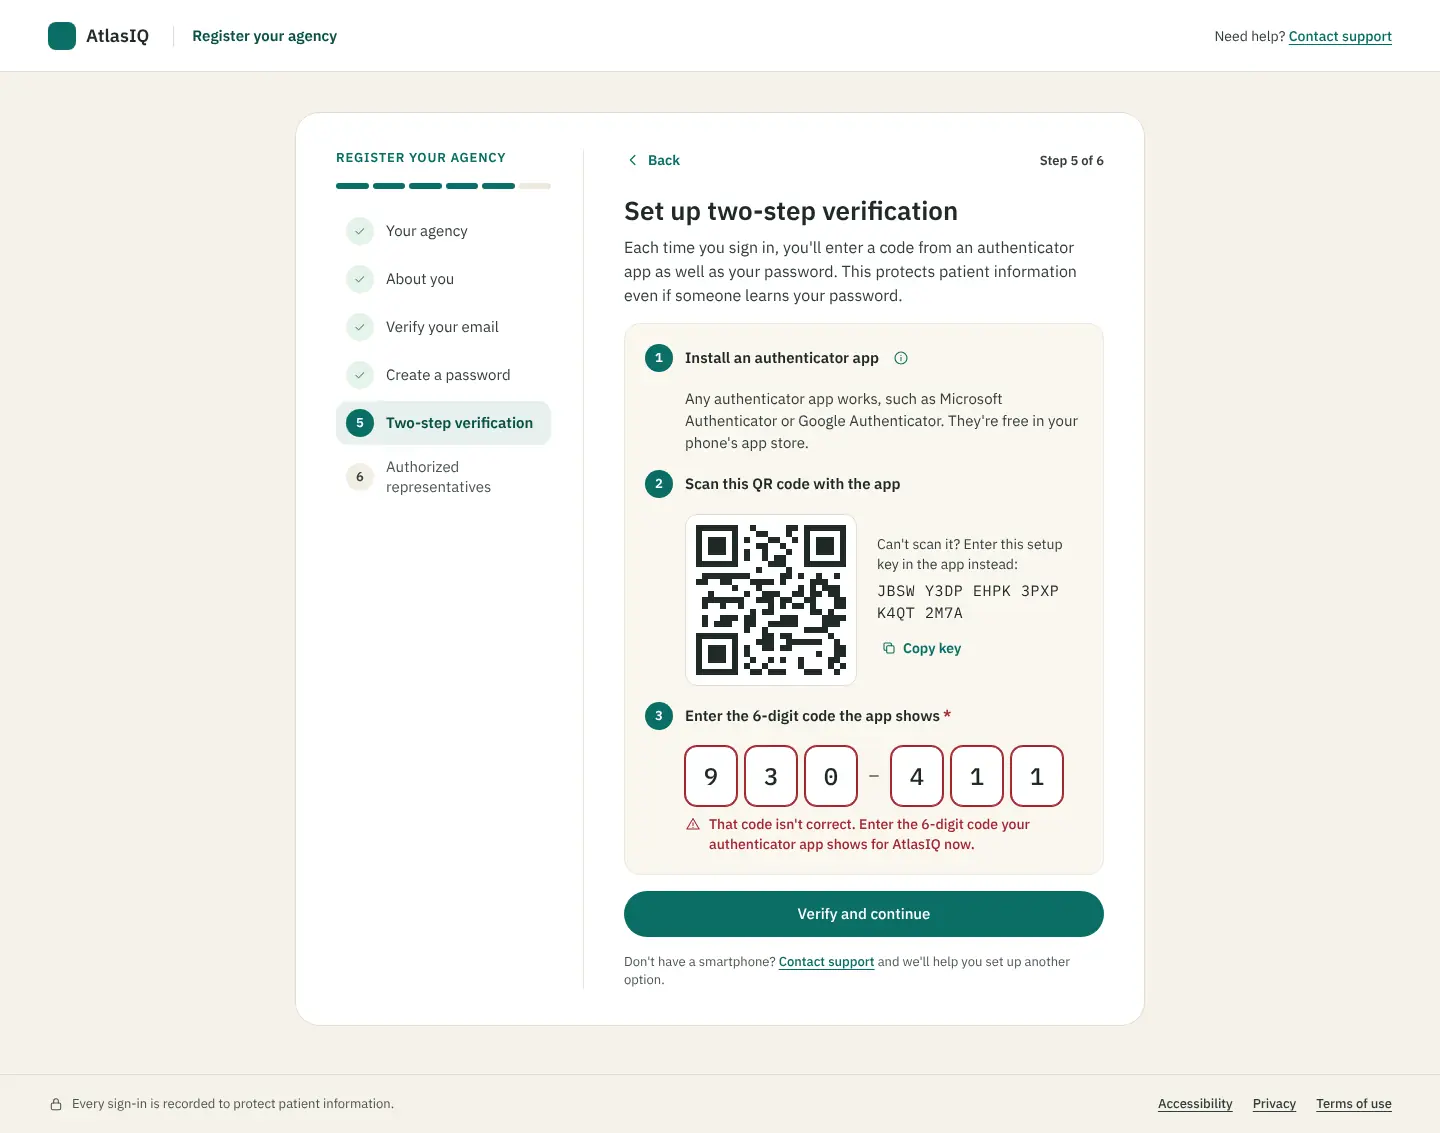 AtlasIQ
Register your agency
Need help? Contact support
REGISTER YOUR AGENCY
Your agency
About you
Verify your email
Create a password
5 Two-step verification
6 Authorized
representatives
Back
Step 5 of 6
Set up two-step verification
Each time you sign in, you'll enter a code from an authenticator
app as well as your password. This protects patient information
even if someone learns your password.
1 Install an authenticator app
Any authenticator app works, such as Microsoft
Authenticator or Google Authenticator. They're free in your
phone's app store.
2 Scan this QR code with the app
Can't scan it? Enter this setup
key in the app instead:
JBSW Y3DP EHPK 3PXP
K4QT 2M7A
Copy key
3 Enter the 6-digit code the app shows *
9 3 0 – 4 1 1
That code isn't correct. Enter the 6-digit code your
authenticator app shows for AtlasIQ now.
Verify and continue
Don't have a smartphone? Contact support and we'll help you set up another
option.
Every sign-in is recorded to protect patient information.
Accessibility Privacy Terms of use